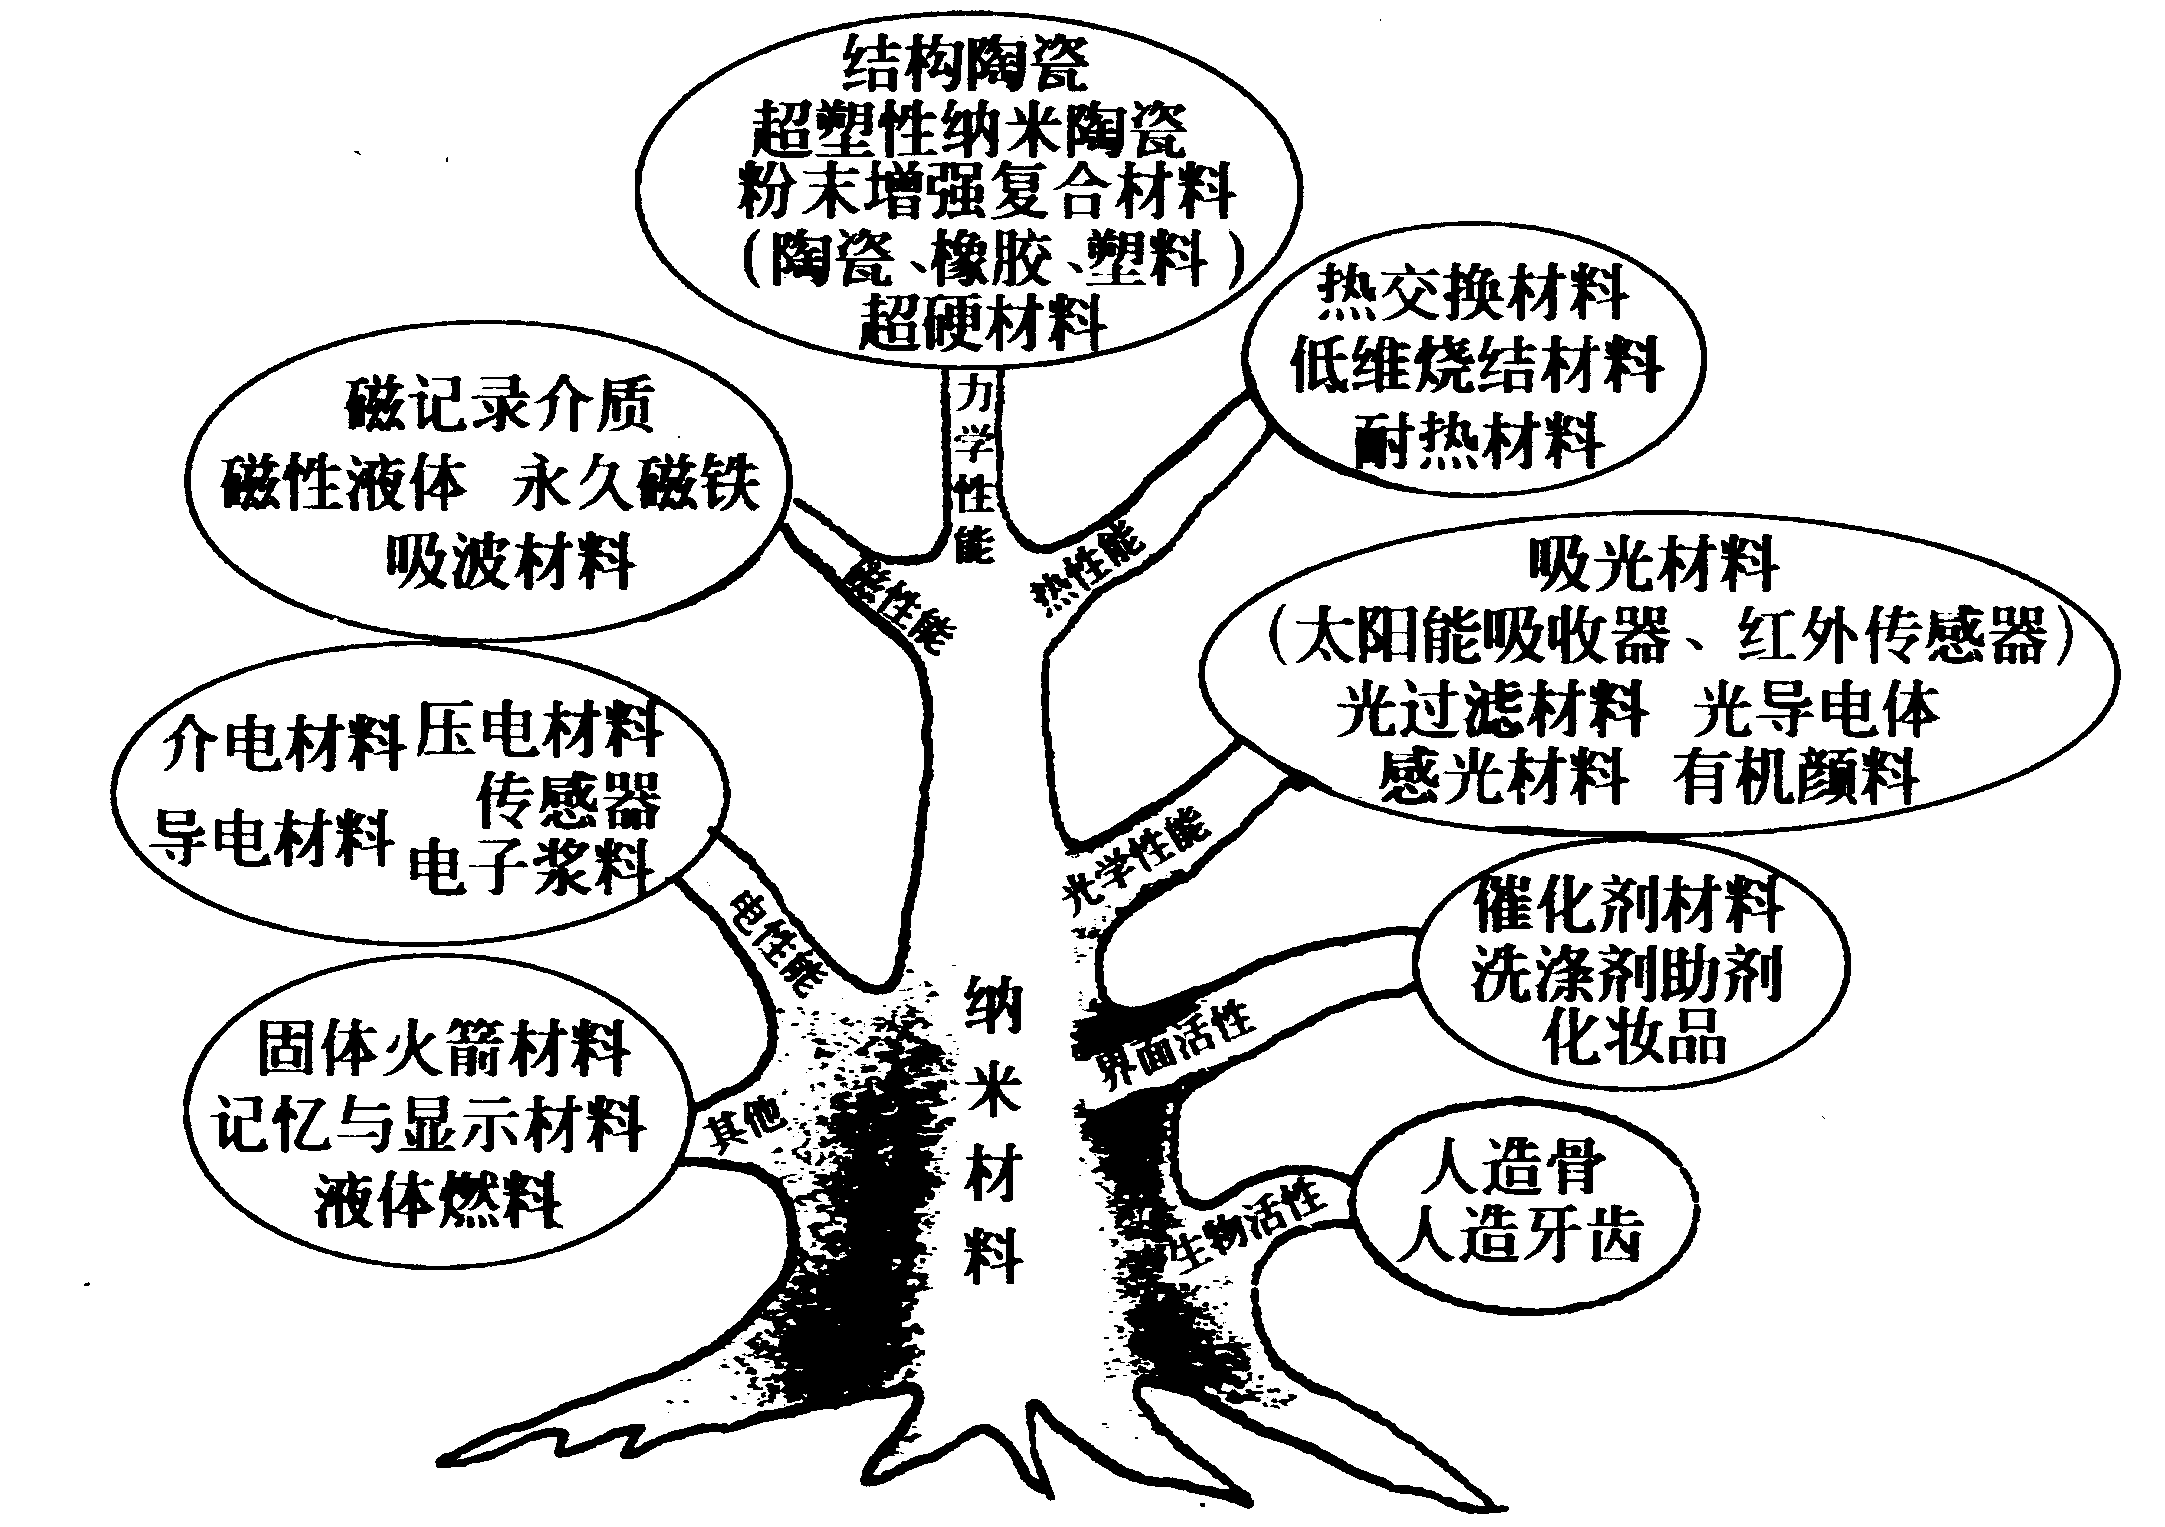 结构陶瓷
超塑性纳米陶瓷
粉末增强复合材料
(陶瓷、橡胶、塑料)
超硬材料
力学性能
热交换材料
低维烧结材料
耐热材料
热性能
磁记录介质
磁性液体 永久磁铁
吸波材料
磁性能
吸光材料
(太阳能吸收器、红外传感器)
光过滤材料 光导电体
感光材料 有机颜料
光学性能
介电材料 压电材料
传感器
导电材料
电子浆料
电性能
催化剂材料
洗涤剂助剂
化妆品
界面活性
固体火箭材料
记忆与显示材料
液体燃料
其他
人造骨
人造牙齿
生物活性
纳米材料